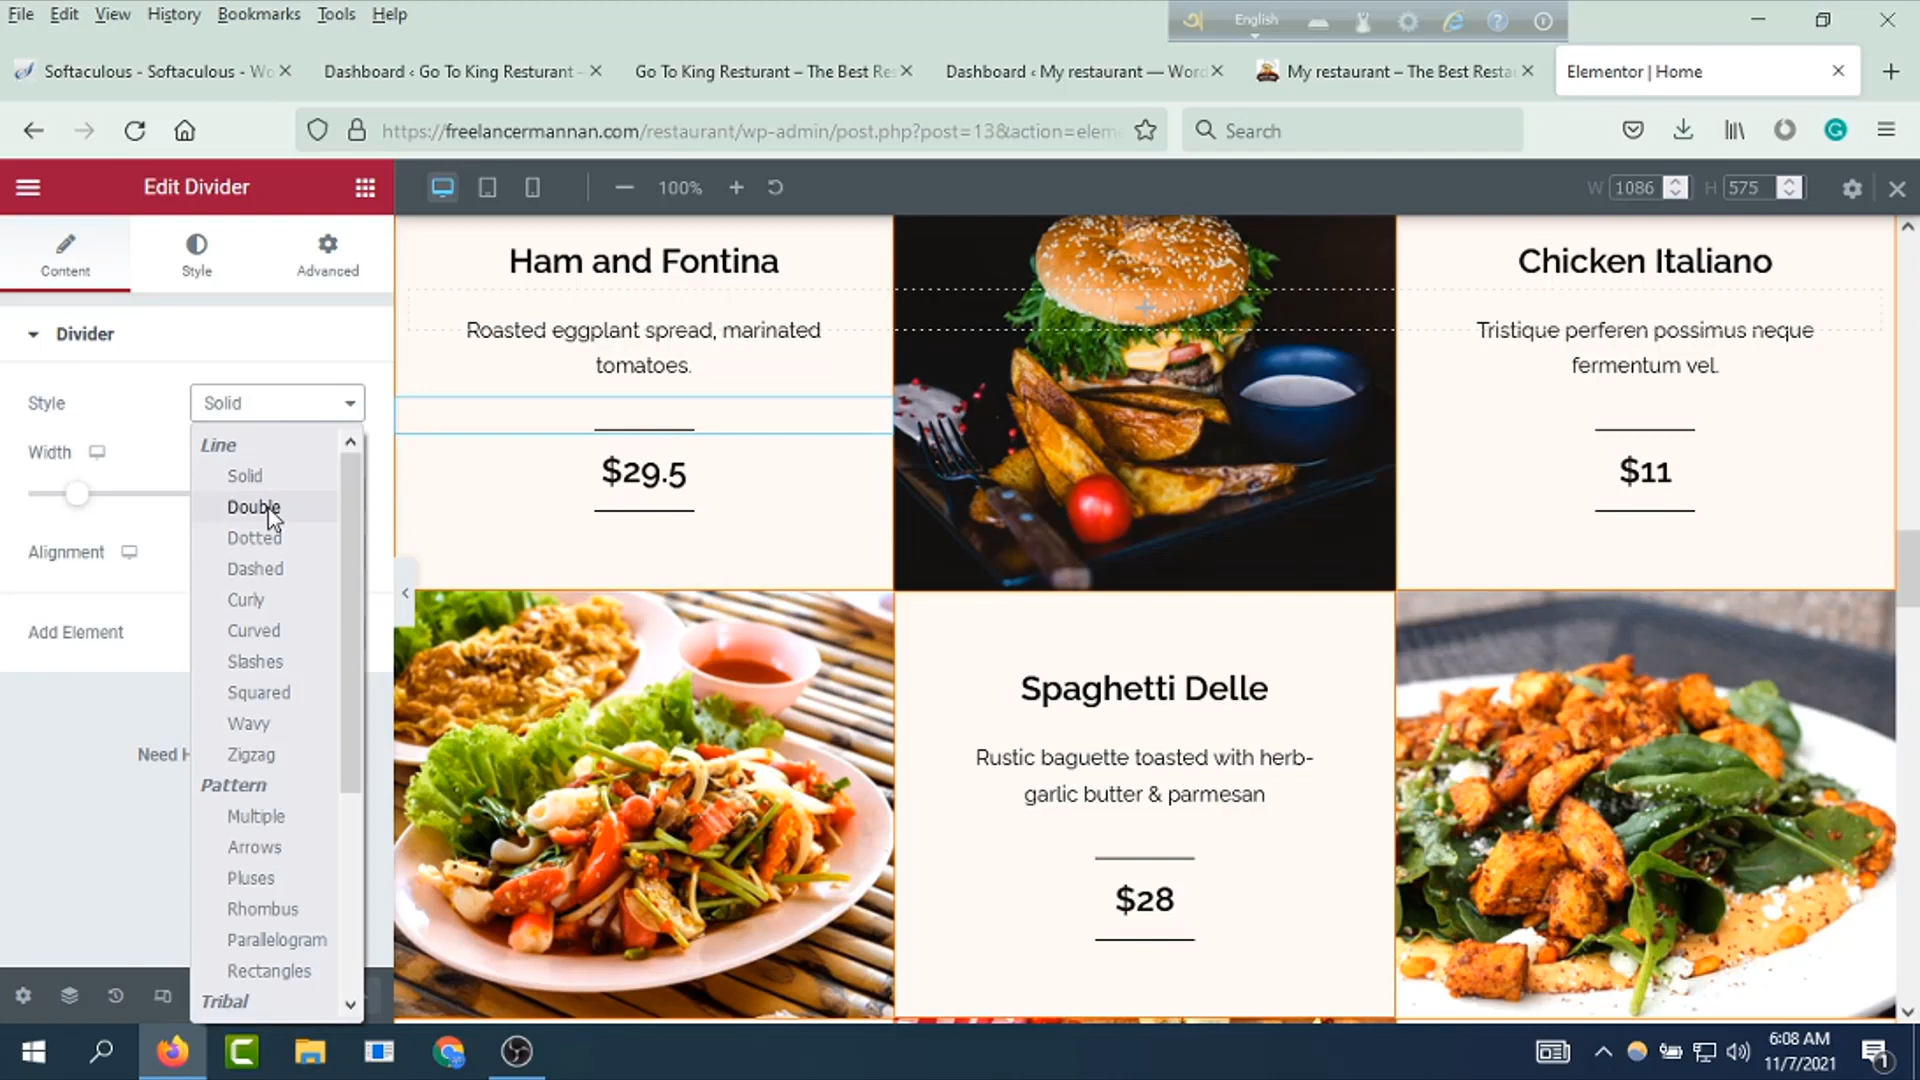 File Edit View History Bookmarks Tools Help
English
Softaculous - Softaculous - Wo
Dashboard ‹ Go To King Resturant -
Go To King Resturant – The Best Res
Dashboard ‹ My restaurant — Word
My restaurant – The Best Restau
Elementor | Home
https://freelancermannan.com/restaurant/wp-admin/post.php?post=13&action=eleme
Search
Edit Divider
100%
W 1086 H 575
Content
Style
Advanced
Divider
Style
Solid
Width
Alignment
Add Element
Need H
Line
Solid
Double
Dotted
Dashed
Curly
Curved
Slashes
Squared
Wavy
Zigzag
Pattern
Multiple
Arrows
Pluses
Rhombus
Parallelogram
Rectangles
Tribal
Ham and Fontina
Roasted eggplant spread, marinated
tomatoes.
$29.5
Chicken Italiano
Tristique perferen possimus neque
fermentum vel.
$11
Spaghetti Delle
Rustic baguette toasted with herb-
garlic butter & parmesan
$28
6:08 AM
11/7/2021
1